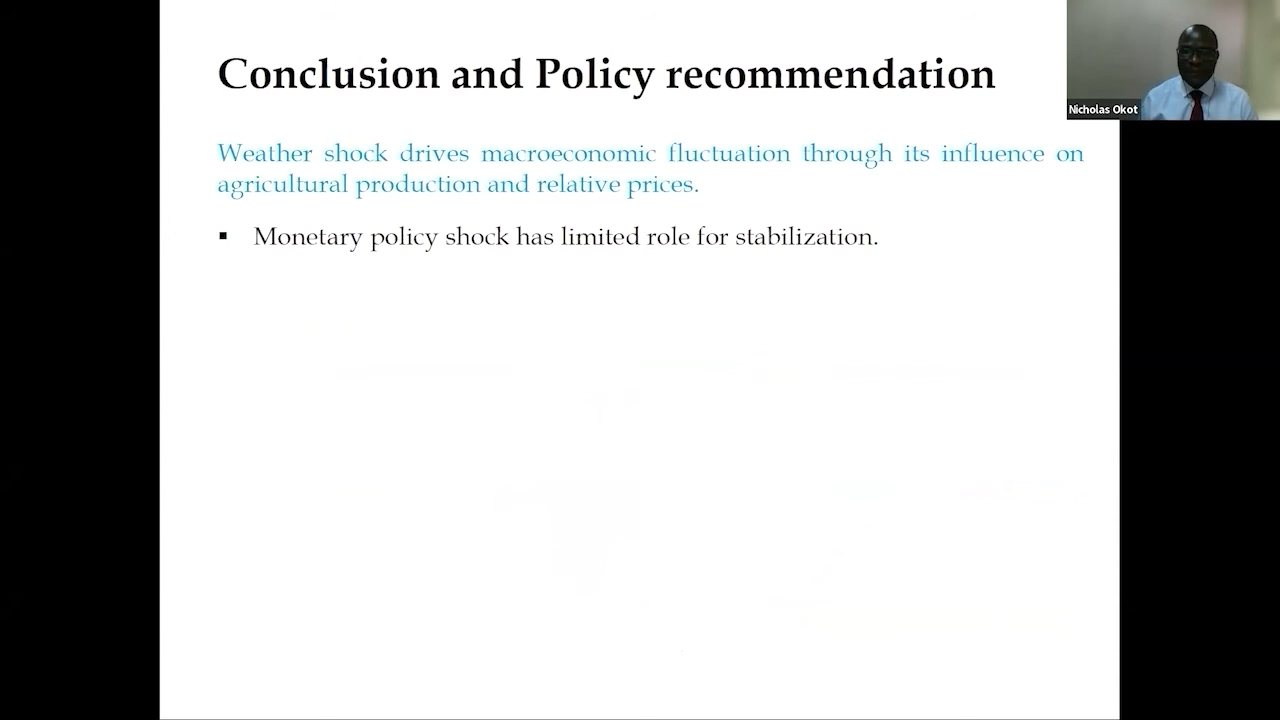 Conclusion and Policy recommendation
Nicholas Okot
Weather shock drives macroeconomic fluctuation through its influence on
agricultural production and relative prices.
▪ Monetary policy shock has limited role for stabilization.